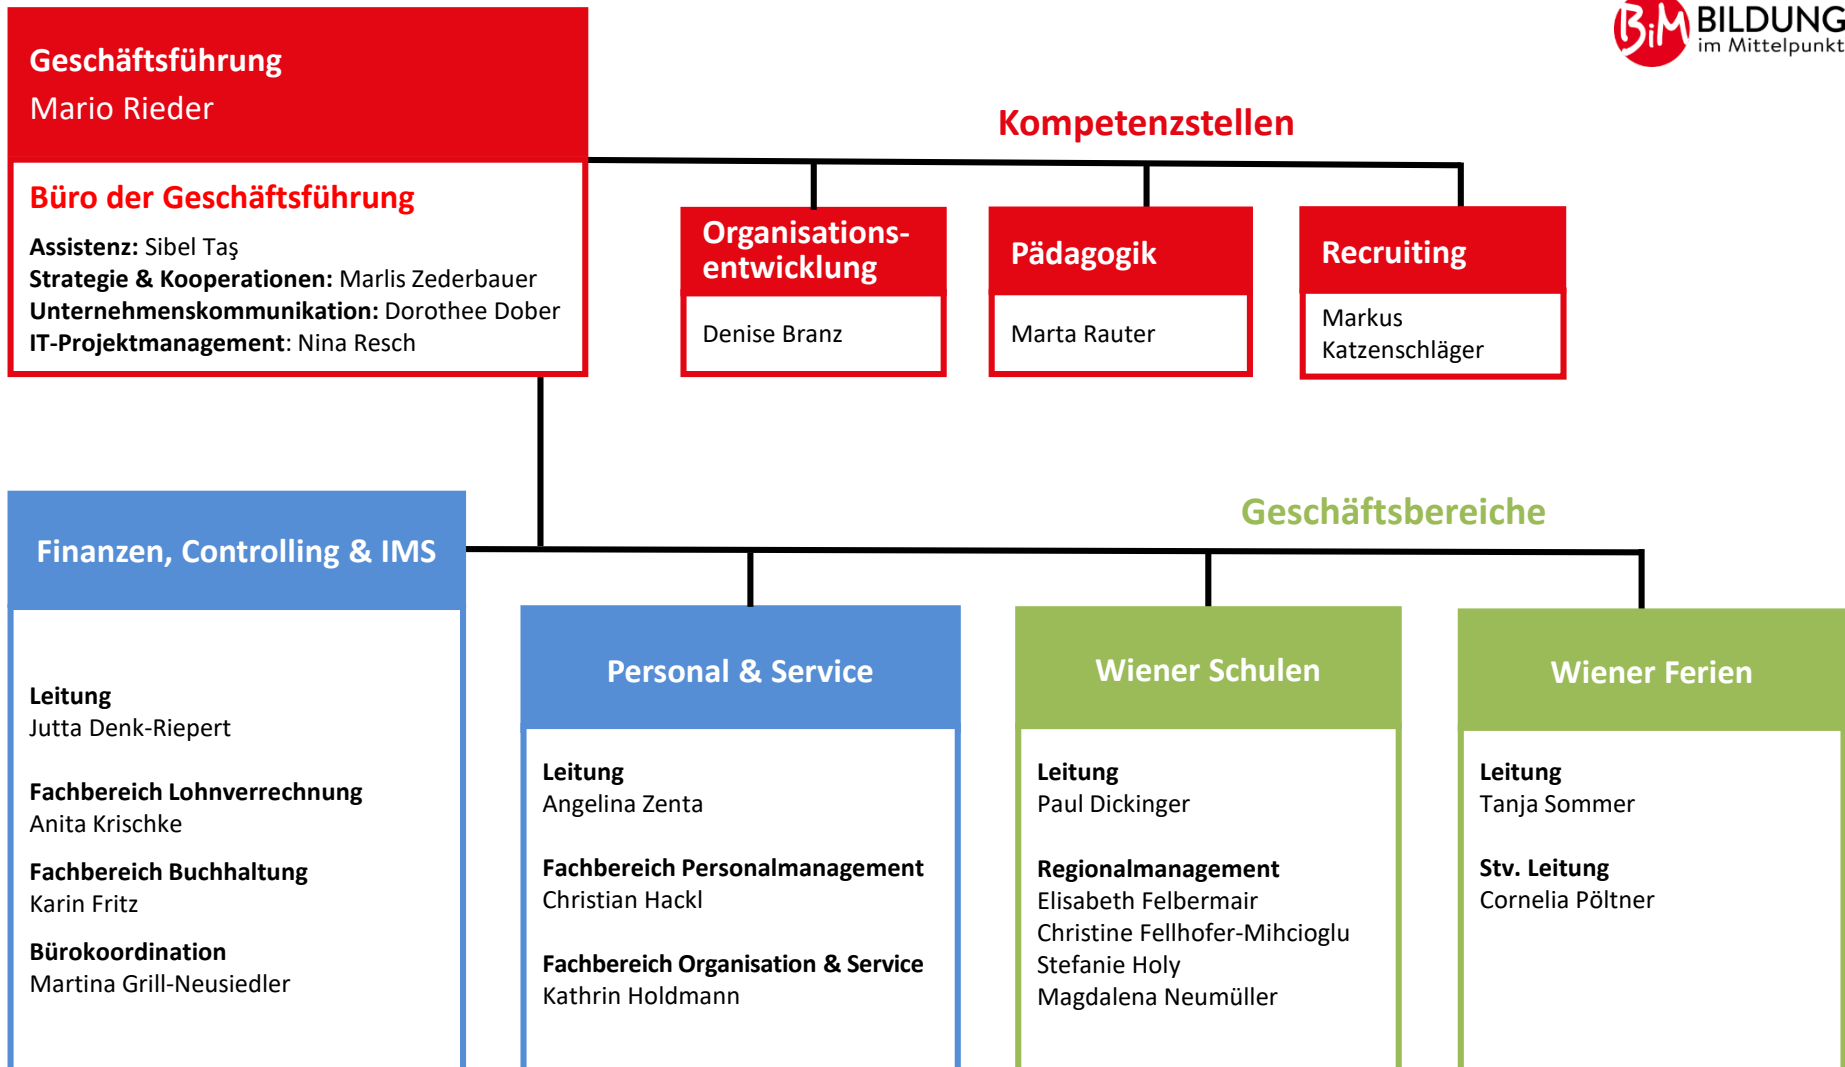 BiM BILDUNG
im Mittelpunkt
Geschäftsführung
Mario Rieder
Büro der Geschäftsführung
Assistenz: Sibel Taş
Strategie & Kooperationen: Marlis Zederbauer
Unternehmenskommunikation: Dorothee Dober
IT-Projektmanagement: Nina Resch
Kompetenzstellen
Organisations-
entwicklung
Denise Branz
Pädagogik
Marta Rauter
Recruiting
Markus
Katzenschläger
Geschäftsbereiche
Finanzen, Controlling & IMS
Leitung
Jutta Denk-Riepert
Fachbereich Lohnverrechnung
Anita Krischke
Fachbereich Buchhaltung
Karin Fritz
Bürokoordination
Martina Grill-Neusiedler
Personal & Service
Leitung
Angelina Zenta
Fachbereich Personalmanagement
Christian Hackl
Fachbereich Organisation & Service
Kathrin Holdmann
Wiener Schulen
Leitung
Paul Dickinger
Regionalmanagement
Elisabeth Felbermair
Christine Fellhofer-Mihcioglu
Stefanie Holy
Magdalena Neumüller
Wiener Ferien
Leitung
Tanja Sommer
Stv. Leitung
Cornelia Pöltner